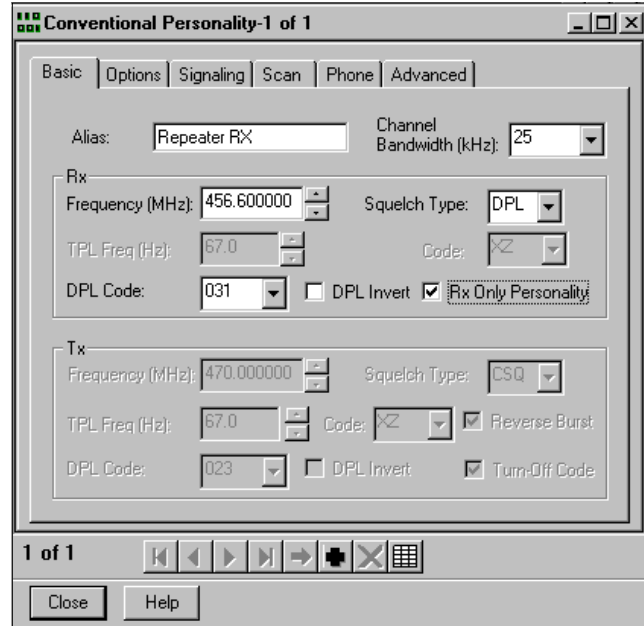 Conventional Personality-1 of 1
Basic Options Signaling Scan Phone Advanced
Alias: Repeater RX Channel Bandwidth (kHz): 25
Rx
Frequency (MHz): 456.600000 Squelch Type: DPL
TPL Freq (Hz): 67.0 Code: XZ
DPL Code: 031 DPL Invert Rx Only Personality
Tx
Frequency (MHz): 470.000000 Squelch Type: CSQ
TPL Freq (Hz): 67.0 Code: XZ Reverse Burst
DPL Code: 023 DPL Invert Turn-Off Code
1 of 1
Close Help